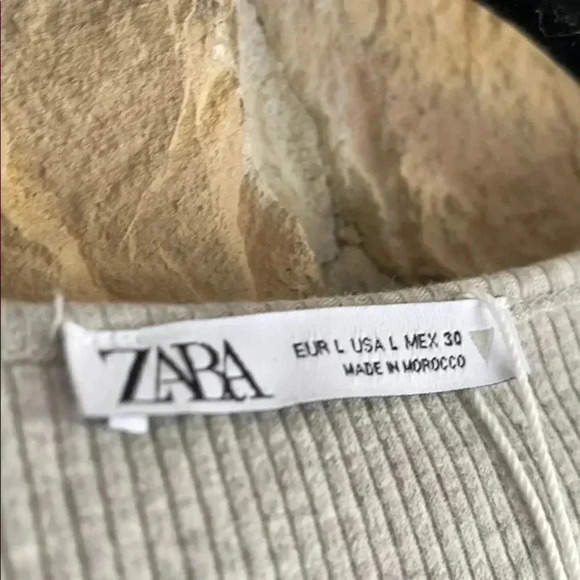 ZARA
EUR L USA L MEX 30
MADE IN MOROCCO